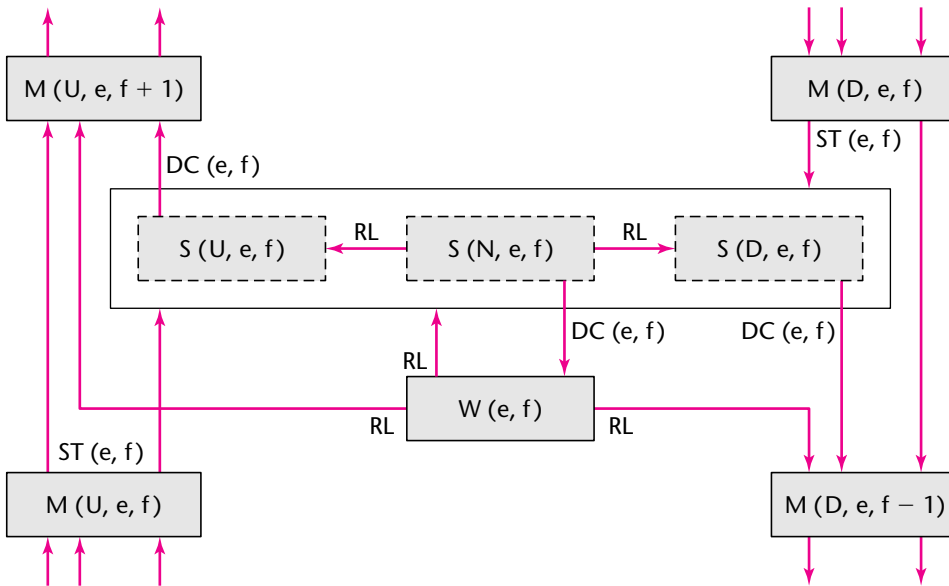 M (U, e, f + 1)
M (D, e, f)
ST (e, f)
DC (e, f)
S (U, e, f)
RL
S (N, e, f)
RL
S (D, e, f)
DC (e, f)
DC (e, f)
RL
W (e, f)
RL
RL
ST (e, f)
M (U, e, f)
M (D, e, f − 1)